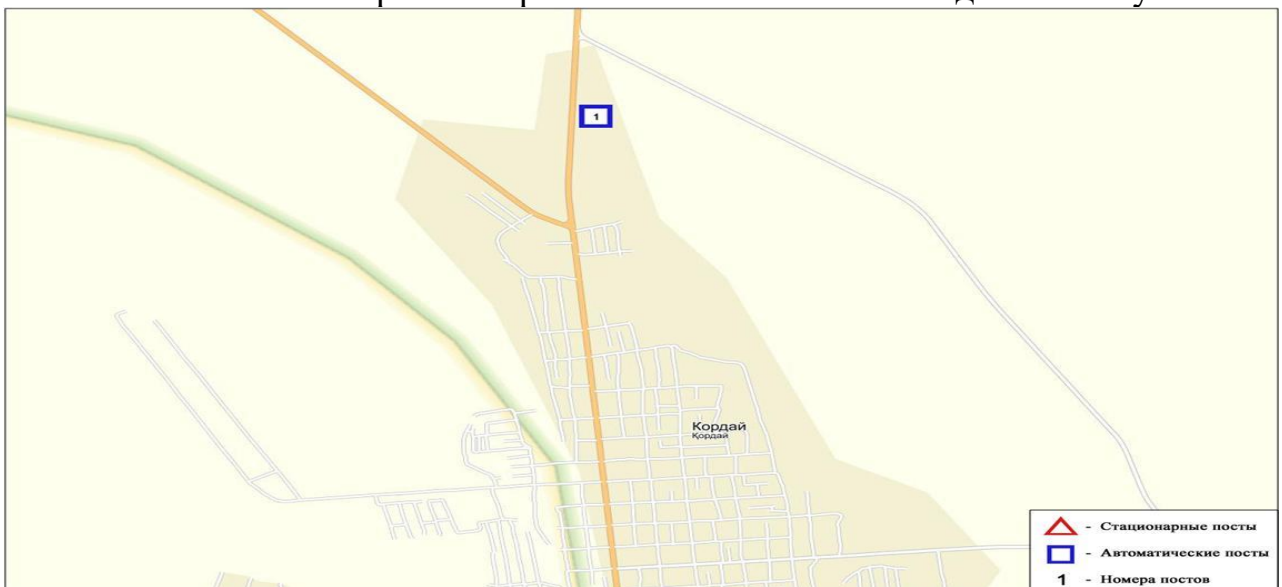 1
Кордай
Қордай
- Стационарные посты
- Автоматические посты
1 - Номера постов